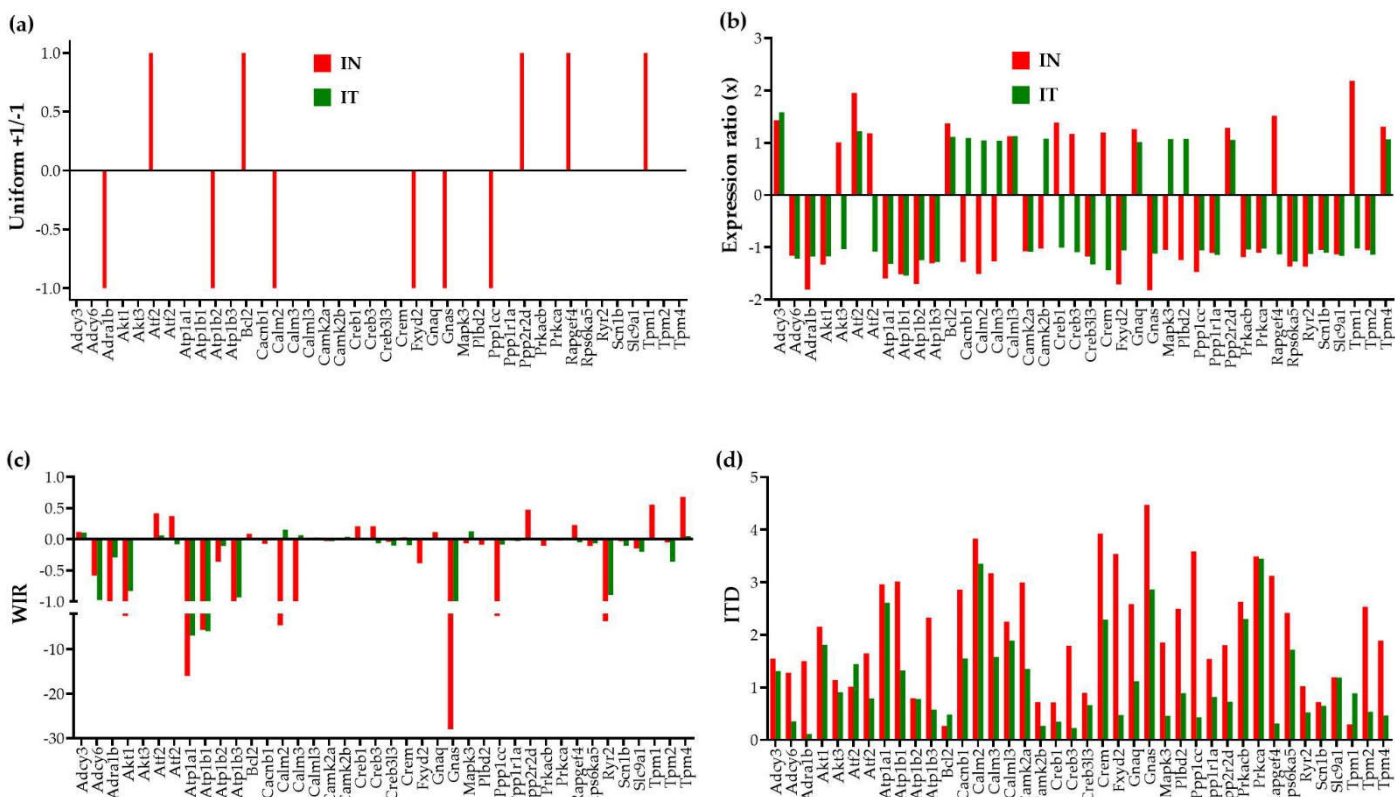 (a)
Uniform +1/-1
1.0
0.5
0.0
-0.5
-1.0
IN
IT
Adcy3 Adcy6 Adra1b Akt1 Akt3 Atf2 Atf2 Atp1a1 Atp1b1 Atp1b2 Atp1b3 Bcl2 Cacnb1 Calm2 Calm3 Calml3 Camk2a Camk2b Creb1 Creb3 Creb3l3 Crem Fxyd2 Gnaq Gnas Mapk3 Plbd2 Ppp1cc Ppp1r1a Ppp2r2d Prkacb Prkca Rapgef4 Rps6ka5 Ryr2 Scn1b Slc9a1 Tpm1 Tpm2 Tpm4
(b)
Expression ratio (x)
3
2
1
0
-1
-2
IN
IT
Adcy3 Adcy6 Adra1b Akt1 Akt3 Atf2 Atf2 Atp1a1 Atp1b1 Atp1b2 Atp1b3 Bcl2 Cacnb1 Calm2 Calm3 Calml3 Camk2a Camk2b Creb1 Creb3 Creb3l3 Crem Fxyd2 Gnaq Gnas Mapk3 Plbd2 Ppp1cc Ppp1r1a Ppp2r2d Prkacb Prkca Rapgef4 Rps6ka5 Ryr2 Scn1b Slc9a1 Tpm1 Tpm2 Tpm4
(c)
WIR
1.0
0.5
0.0
-0.5
-1.0
-10
-20
-30
Adcy3 Adcy6 Adra1b Akt1 Akt3 Atf2 Atf2 Atp1a1 Atp1b1 Atp1b2 Atp1b3 Bcl2 Cacnb1 Calm2 Calm3 Calml3 Camk2a Camk2b Creb1 Creb3 Creb3l3 Crem Fxyd2 Gnaq Gnas Mapk3 Plbd2 Ppp1cc Ppp1r1a Ppp2r2d Prkacb Prkca Rapgef4 Rps6ka5 Ryr2 Scn1b Slc9a1 Tpm1 Tpm2 Tpm4
(d)
ITD
5
4
3
2
1
0
Adcy3 Adcy6 Adra1b Akt1 Akt3 Atf2 Atf2 Atp1a1 Atp1b1 Atp1b2 Atp1b3 Bcl2 Cacnb1 Calm2 Calm3 Calml3 Camk2a Camk2b Creb1 Creb3 Creb3l3 Crem Fxyd2 Gnaq Gnas Mapk3 Plbd2 Ppp1cc Ppp1r1a Ppp2r2d Prkacb Prkca Rapgef4 Rps6ka5 Ryr2 Scn1b Slc9a1 Tpm1 Tpm2 Tpm4